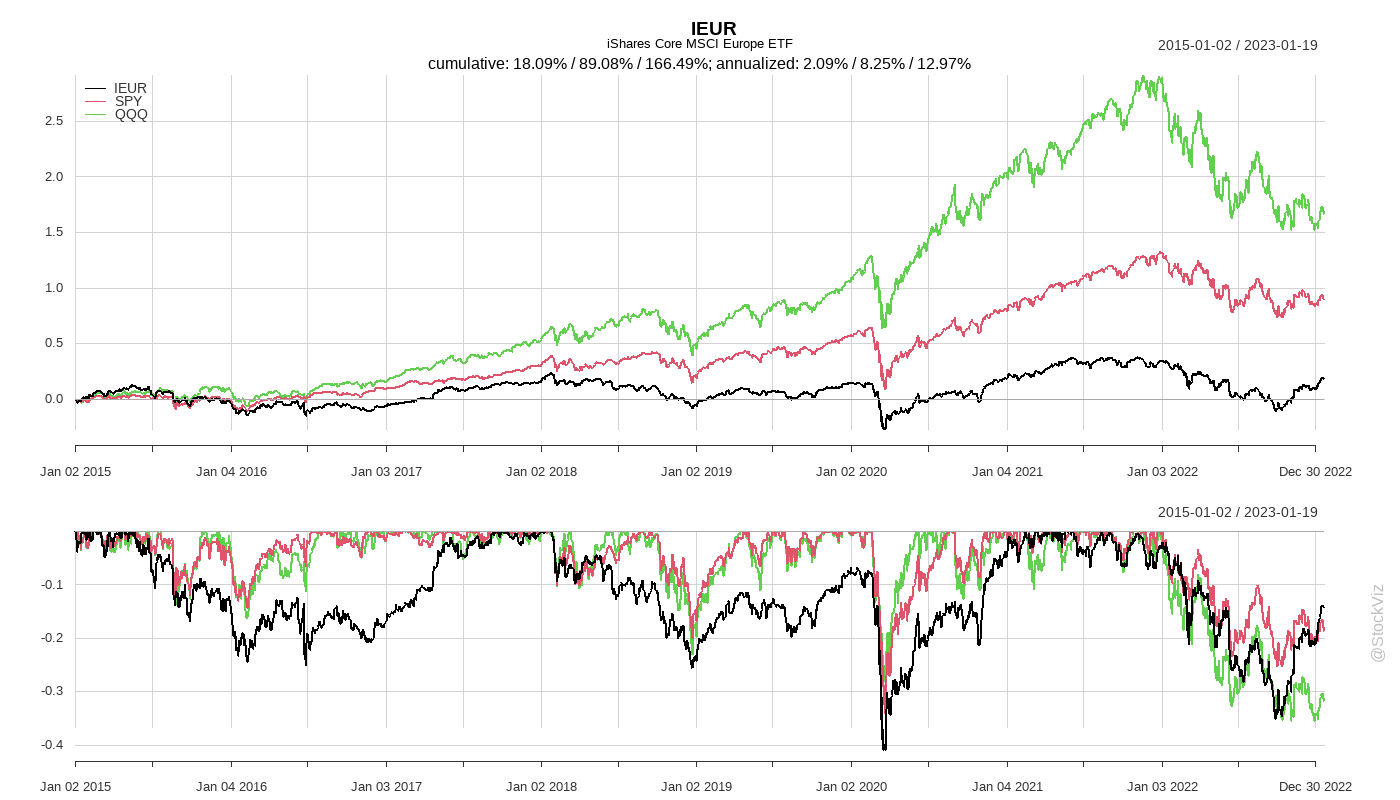 IEUR
iShares Core MSCI Europe ETF
2015-01-02 / 2023-01-19
cumulative: 18.09% / 89.08% / 166.49%; annualized: 2.09% / 8.25% / 12.97%
IEUR
SPY
QQQ
2.5
2.0
1.5
1.0
0.5
0.0
Jan 02 2015 Jan 04 2016 Jan 03 2017 Jan 02 2018 Jan 02 2019 Jan 02 2020 Jan 04 2021 Jan 03 2022 Dec 30 2022
2015-01-02 / 2023-01-19
-0.1
-0.2
-0.3
-0.4
Jan 02 2015 Jan 04 2016 Jan 03 2017 Jan 02 2018 Jan 02 2019 Jan 02 2020 Jan 04 2021 Jan 03 2022 Dec 30 2022
@StockViz